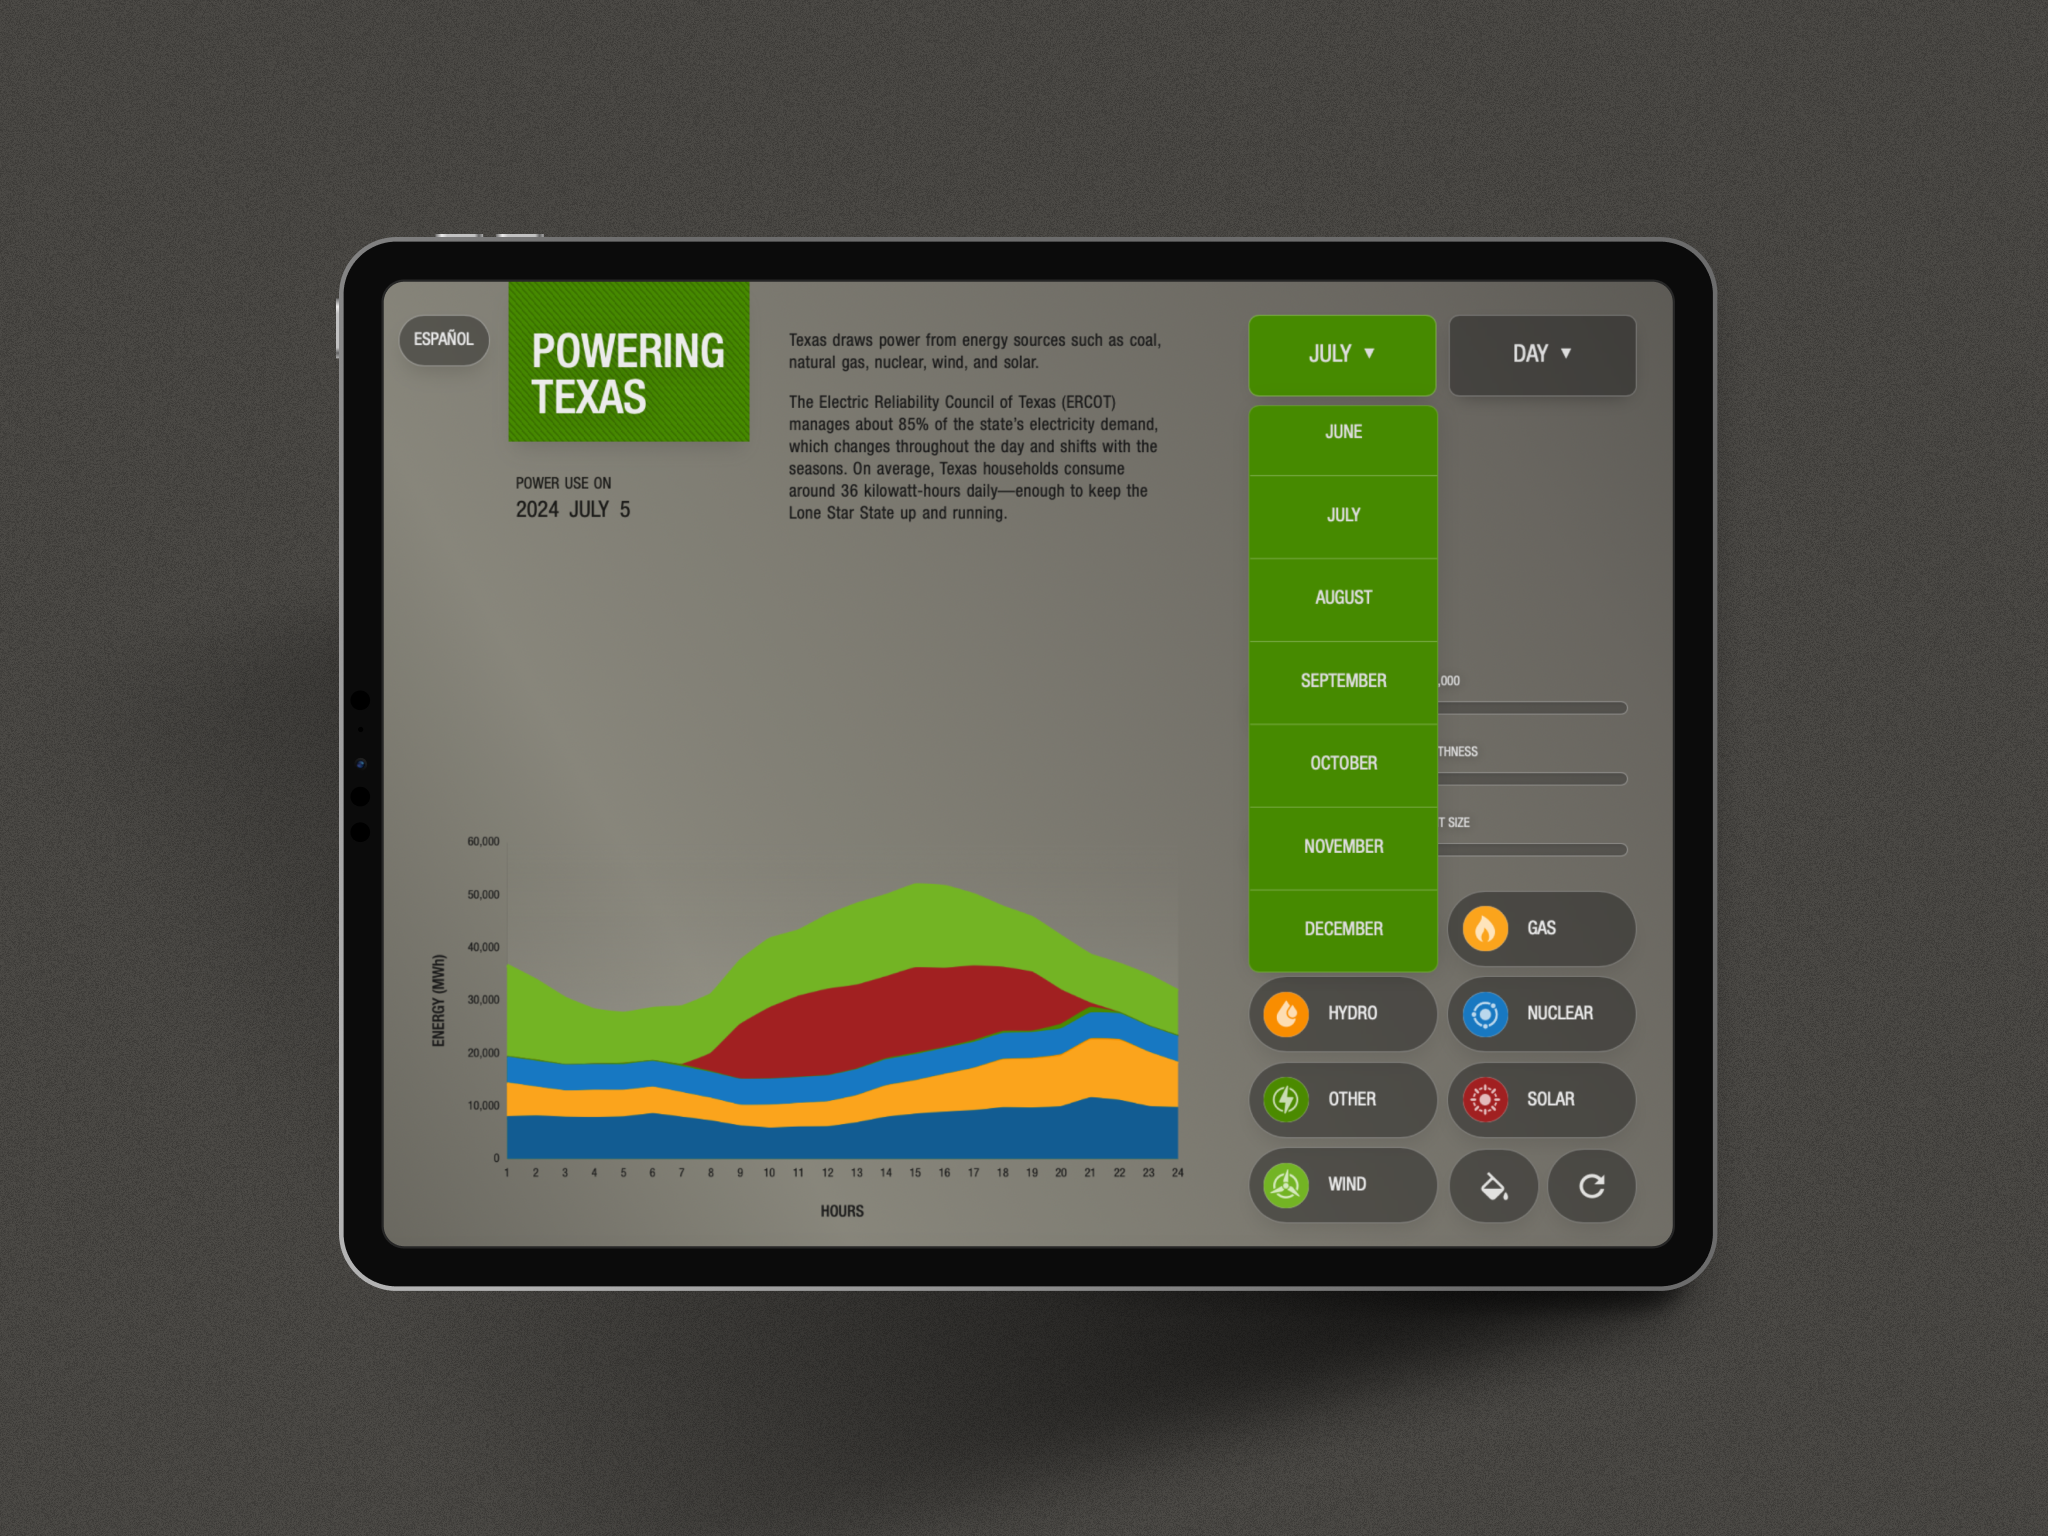 ESPAÑOL
POWERING
TEXAS
POWER USE ON
2024 JULY 5
Texas draws power from energy sources such as coal,
natural gas, nuclear, wind, and solar.
The Electric Reliability Council of Texas (ERCOT)
manages about 85% of the state's electricity demand,
which changes throughout the day and shifts with the
seasons. On average, Texas households consume
around 36 kilowatt-hours daily—enough to keep the
Lone Star State up and running.
JULY ▼
DAY ▼
JUNE
JULY
AUGUST
SEPTEMBER
OCTOBER
NOVEMBER
DECEMBER
,000
THNESS
T SIZE
GAS
HYDRO
NUCLEAR
OTHER
SOLAR
WIND
60,000
50,000
40,000
30,000
20,000
10,000
0
ENERGY (MWh)
1 2 3 4 5 6 7 8 9 10 11 12 13 14 15 16 17 18 19 20 21 22 23 24
HOURS